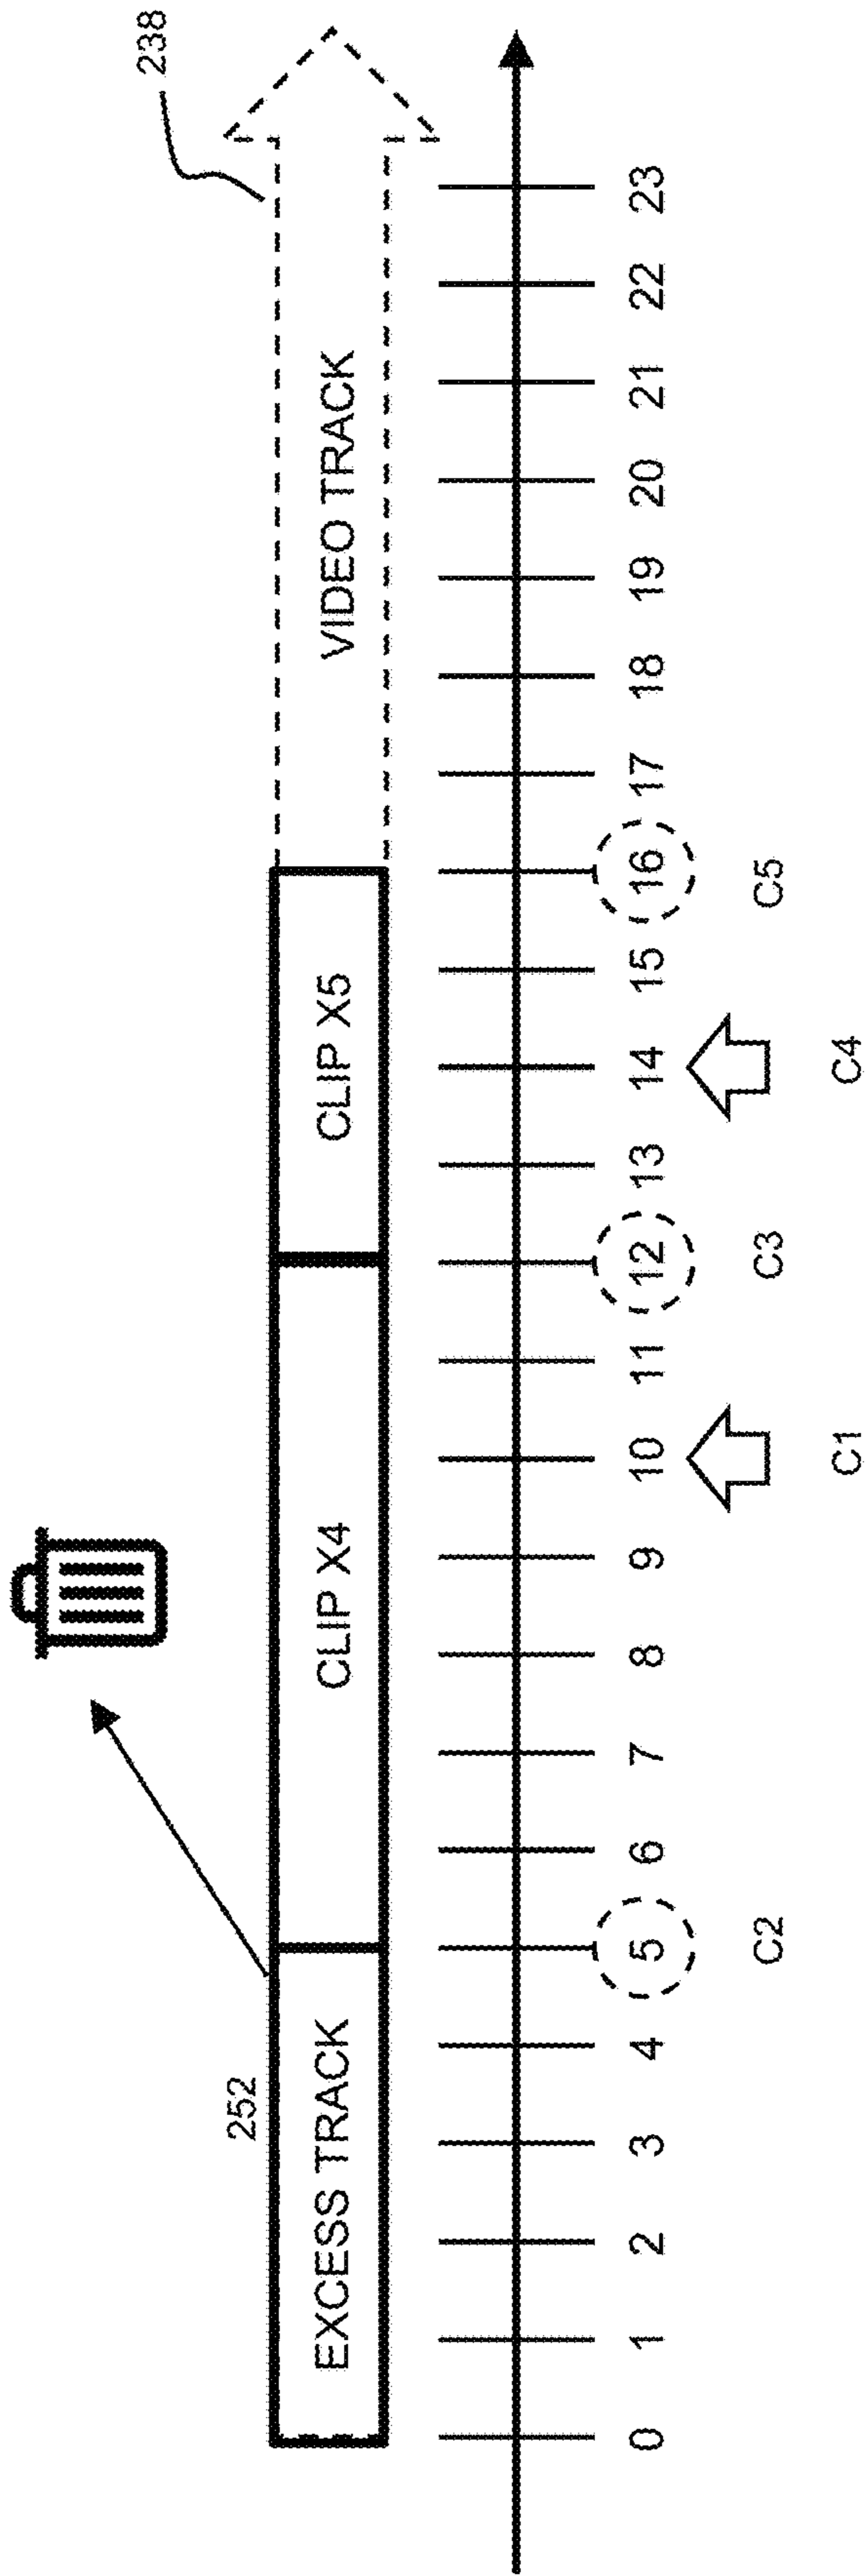 238
252
EXCESS TRACK
CLIP X4
CLIP X5
VIDEO TRACK
0 1 2 3 4 5 6 7 8 9 10 11 12 13 14 15 16 17 18 19 20 21 22 23
C2 C3 C5
C1 C4